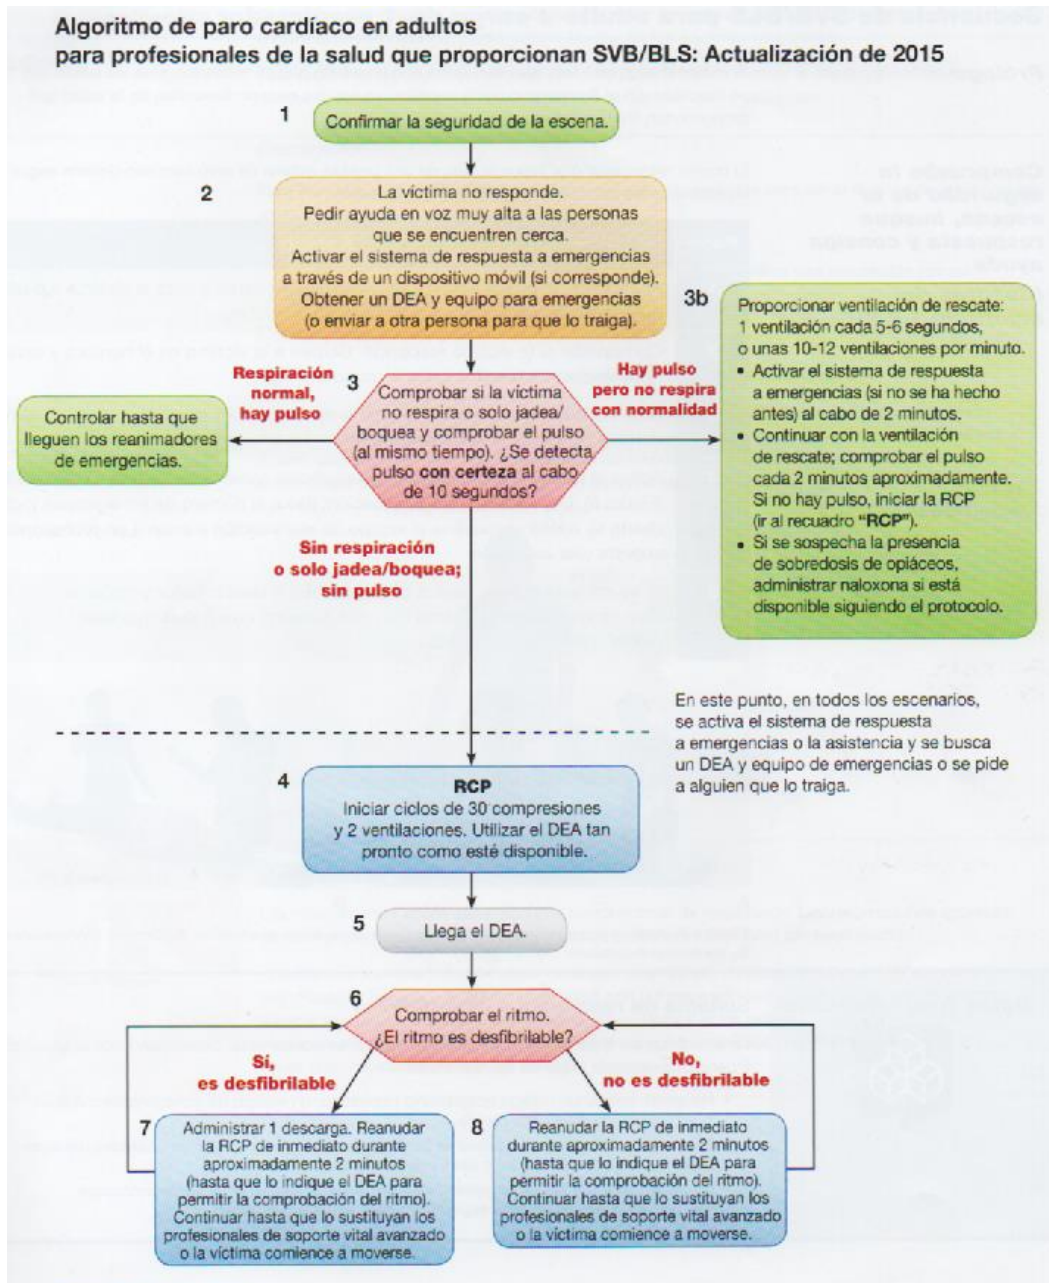 Algoritmo de paro cardíaco en adultos
para profesionales de la salud que proporcionan SVB/BLS: Actualización de 2015
1
Confirmar la seguridad de la escena.
2
La víctima no responde.
Pedir ayuda en voz muy alta a las personas
que se encuentren cerca.
Activar el sistema de respuesta a emergencias
a través de un dispositivo móvil (si corresponde).
Obtener un DEA y equipo para emergencias
(o enviar a otra persona para que lo traiga).
Respiración
normal,
hay pulso
Controlar hasta que
lleguen los reanimadores
de emergencias.
3
Comprobar si la víctima
no respira o solo jadea/
boquea y comprobar el pulso
(al mismo tiempo). ¿Se detecta
pulso con certeza al cabo
de 10 segundos?
Hay pulso
pero no respira
con normalidad
3b
Proporcionar ventilación de rescate:
1 ventilación cada 5-6 segundos,
o unas 10-12 ventilaciones por minuto.
• Activar el sistema de respuesta
a emergencias (si no se ha hecho
antes) al cabo de 2 minutos.
• Continuar con la ventilación
de rescate; comprobar el pulso
cada 2 minutos aproximadamente.
Si no hay pulso, iniciar la RCP
(ir al recuadro “RCP”).
• Si se sospecha la presencia
de sobredosis de opiáceos,
administrar naloxona si está
disponible siguiendo el protocolo.
Sin respiración
o solo jadea/boquea;
sin pulso
En este punto, en todos los escenarios,
se activa el sistema de respuesta
a emergencias o la asistencia y se busca
un DEA y equipo de emergencias o se pide
a alguien que lo traiga.
4
RCP
Iniciar ciclos de 30 compresiones
y 2 ventilaciones. Utilizar el DEA tan
pronto como esté disponible.
5
Llega el DEA.
6
Comprobar el ritmo.
¿El ritmo es desfibrilable?
Sí,
es desfibrilable
No,
no es desfibrilable
7
Administrar 1 descarga. Reanudar
la RCP de inmediato durante
aproximadamente 2 minutos
(hasta que lo indique el DEA para
permitir la comprobación del ritmo).
Continuar hasta que lo sustituyan los
profesionales de soporte vital avanzado
o la víctima comience a moverse.
8
Reanudar la RCP de inmediato
durante aproximadamente 2 minutos
(hasta que lo indique el DEA para
permitir la comprobación del ritmo).
Continuar hasta que lo sustituyan los
profesionales de soporte vital avanzado
o la víctima comience a moverse.